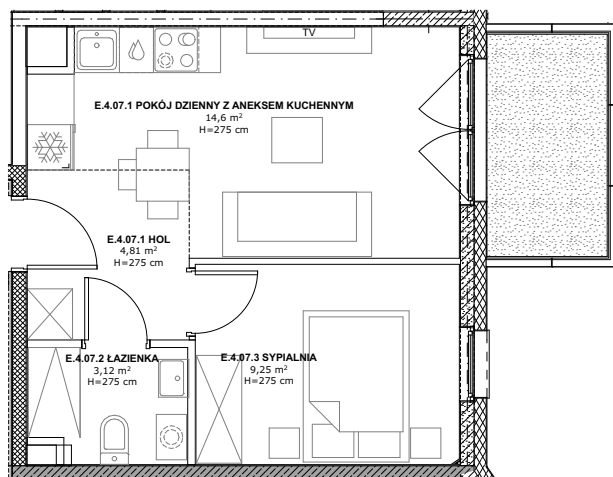 TV
E.4.07.1 POKÓJ DZIENNY Z ANEKSEM KUCHENNYM
14,6 m²
H=275 cm
E.4.07.1 HOL
4,81 m²
H=275 cm
E.4.07.2 ŁAZIENKA
3,12 m²
H=275 cm
E.4.07.3 SYPIALNIA
9,25 m²
H=275 cm